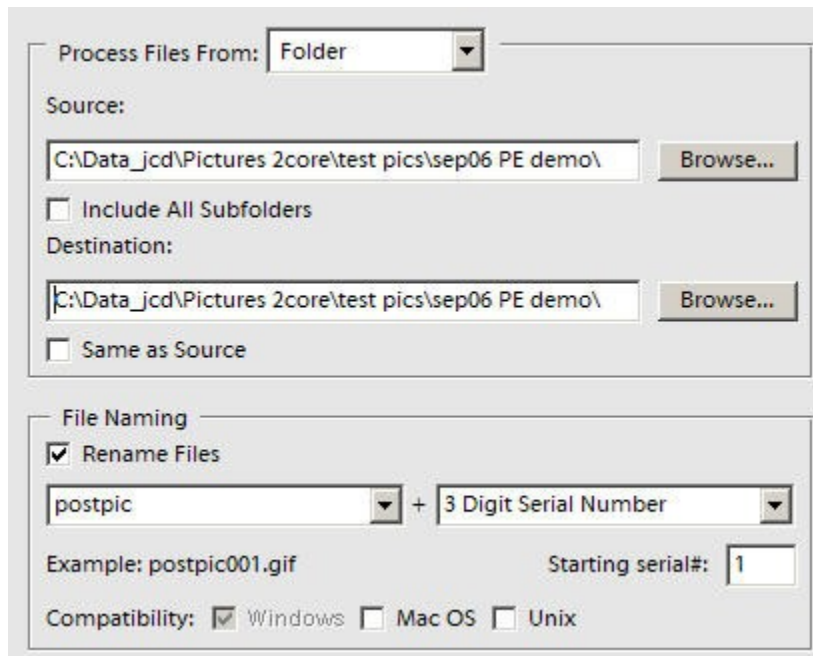 Process Files From: Folder
Source:
C:\Data_jcd\Pictures 2core\test pics\sep06 PE demo\ Browse...
Include All Subfolders
Destination:
C:\Data_jcd\Pictures 2core\test pics\sep06 PE demo\ Browse...
Same as Source
File Naming
Rename Files
postpic + 3 Digit Serial Number
Example: postpic001.gif Starting serial#: 1
Compatibility: Windows Mac OS Unix